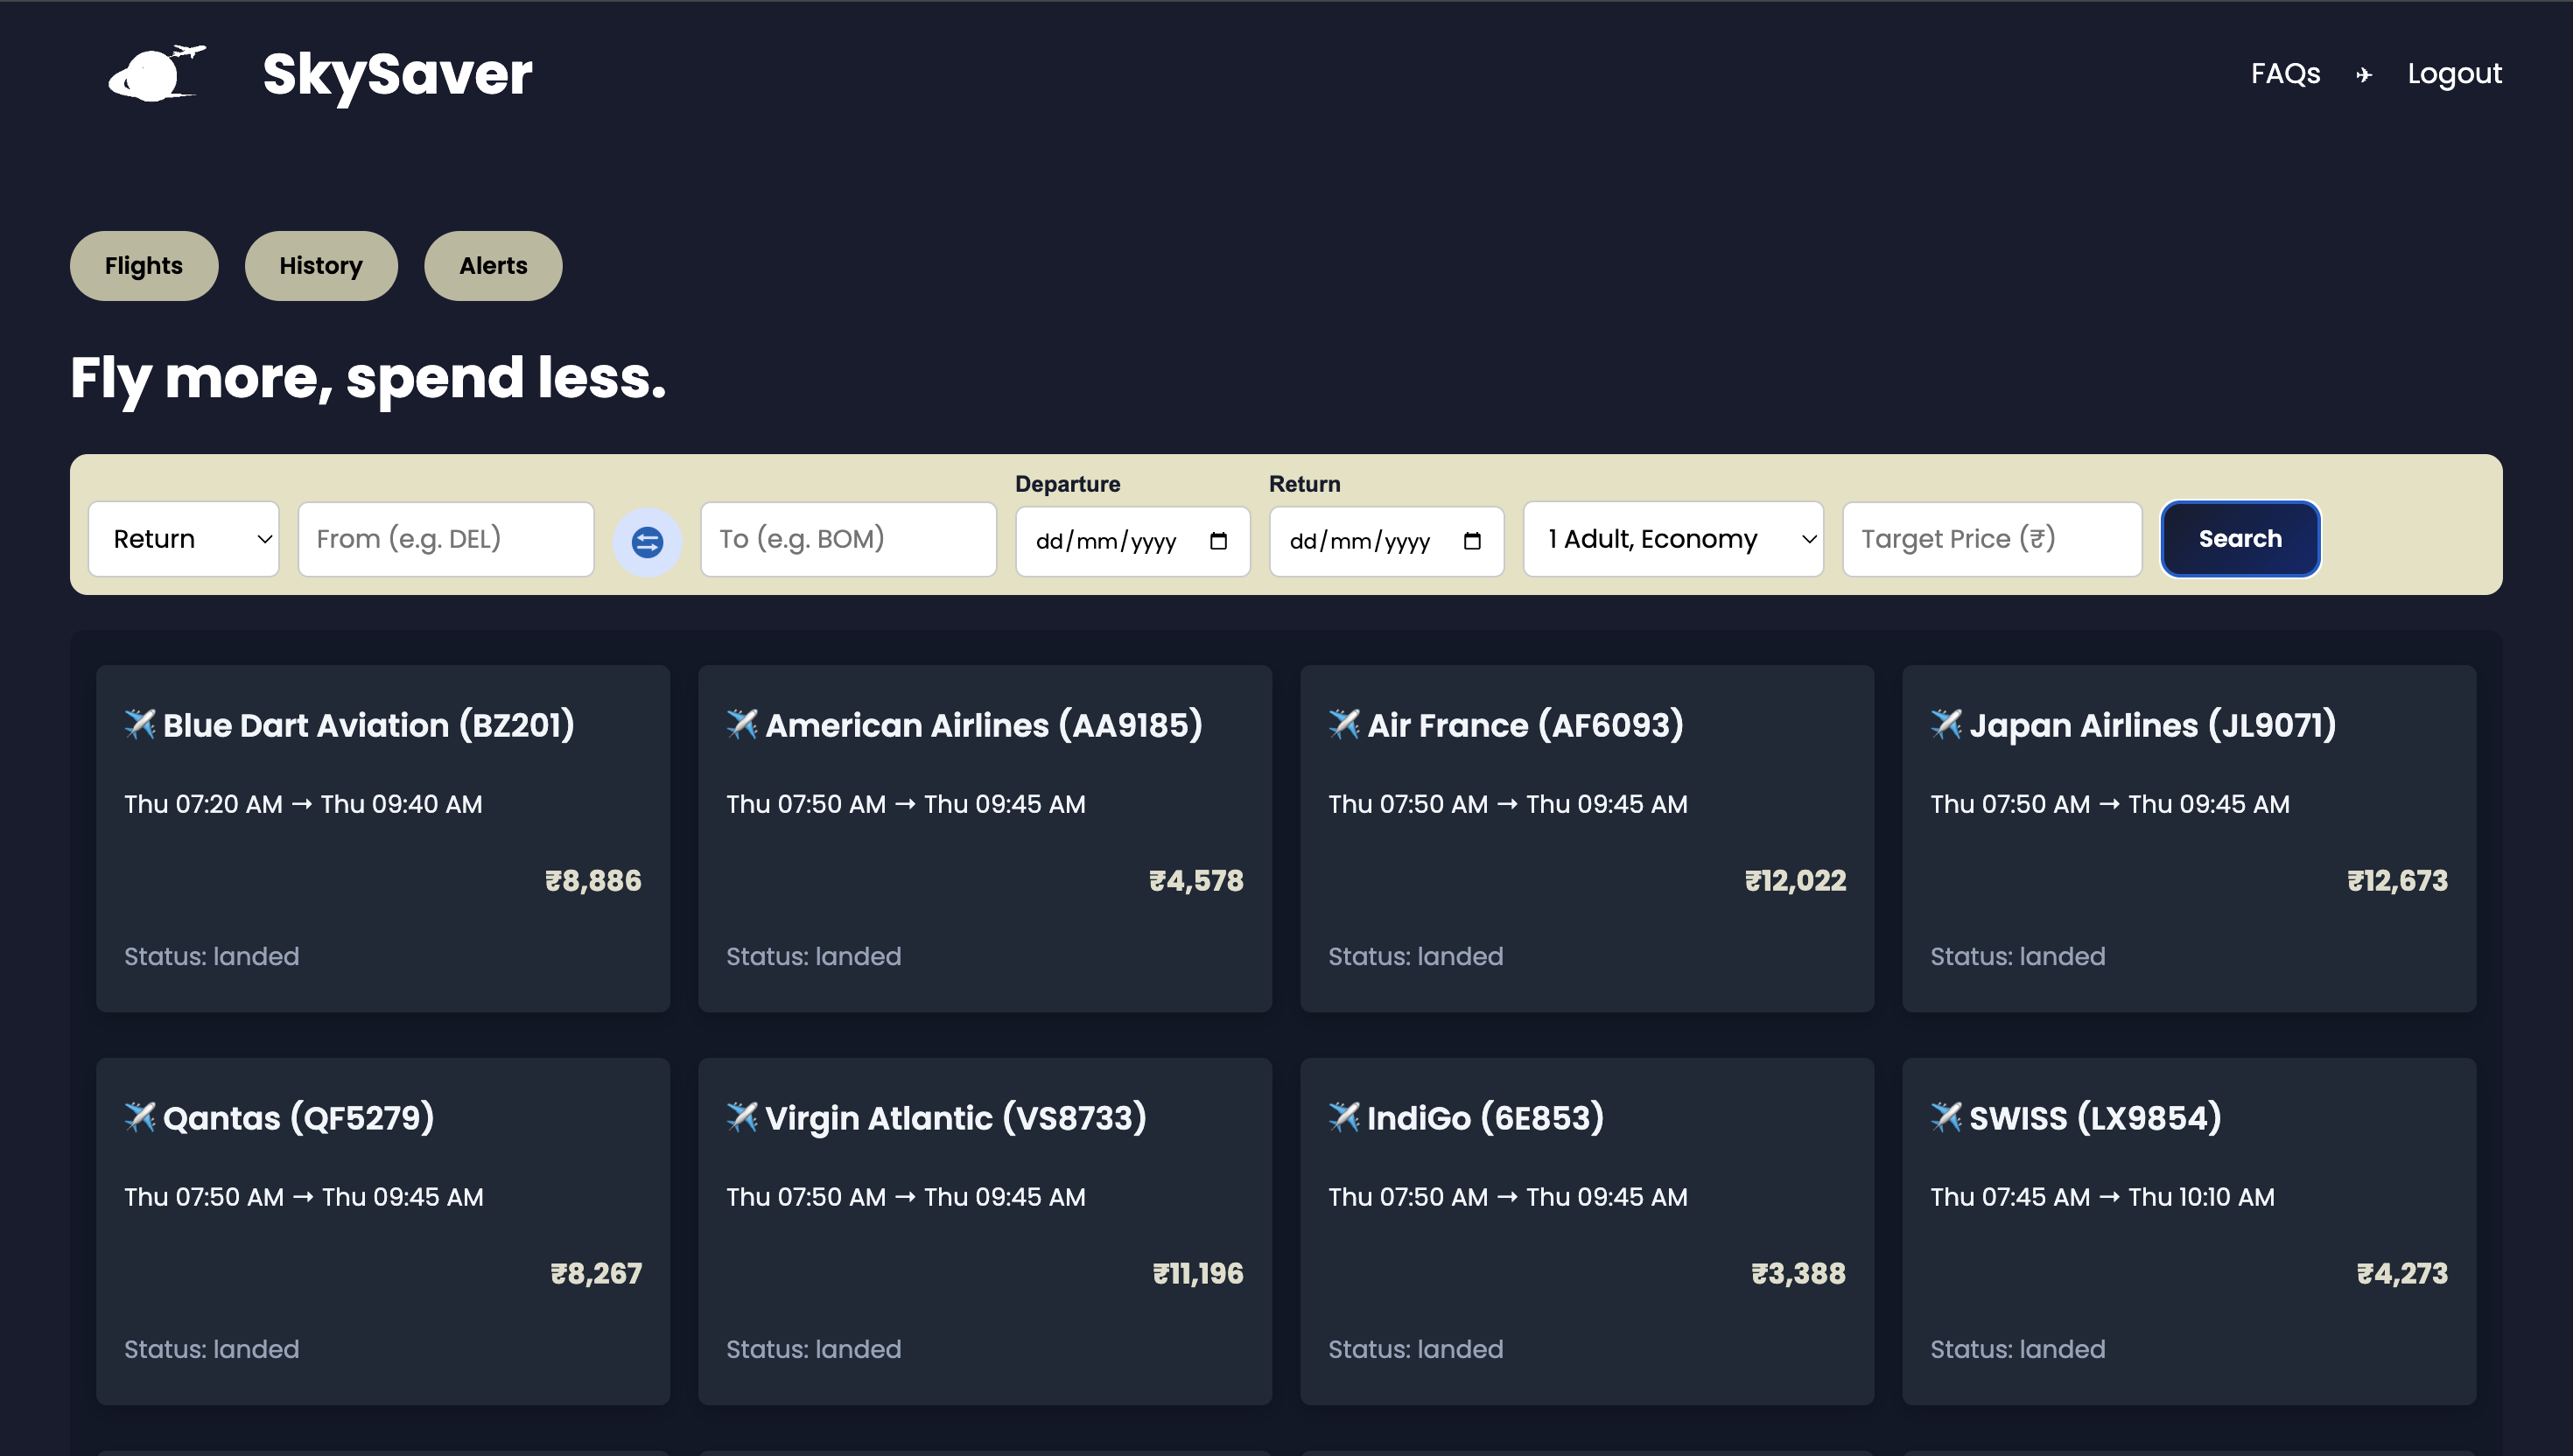 SkySaver
FAQs ✈ Logout
Flights History Alerts
Fly more, spend less.
Departure Return
Return From (e.g. DEL) To (e.g. BOM) dd/mm/yyyy dd/mm/yyyy 1 Adult, Economy Target Price (₹) Search
Blue Dart Aviation (BZ201)
Thu 07:20 AM → Thu 09:40 AM
₹8,886
Status: landed
American Airlines (AA9185)
Thu 07:50 AM → Thu 09:45 AM
₹4,578
Status: landed
Air France (AF6093)
Thu 07:50 AM → Thu 09:45 AM
₹12,022
Status: landed
Japan Airlines (JL9071)
Thu 07:50 AM → Thu 09:45 AM
₹12,673
Status: landed
Qantas (QF5279)
Thu 07:50 AM → Thu 09:45 AM
₹8,267
Status: landed
Virgin Atlantic (VS8733)
Thu 07:50 AM → Thu 09:45 AM
₹11,196
Status: landed
IndiGo (6E853)
Thu 07:50 AM → Thu 09:45 AM
₹3,388
Status: landed
SWISS (LX9854)
Thu 07:45 AM → Thu 10:10 AM
₹4,273
Status: landed